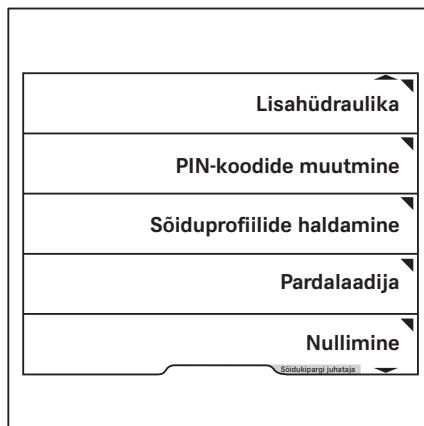 Lisahüdraulika
PIN-koodide muutmine
Sõiduprofiilide haldamine
Pardalaadija
Nullimine
Sõidukipargi juhataja